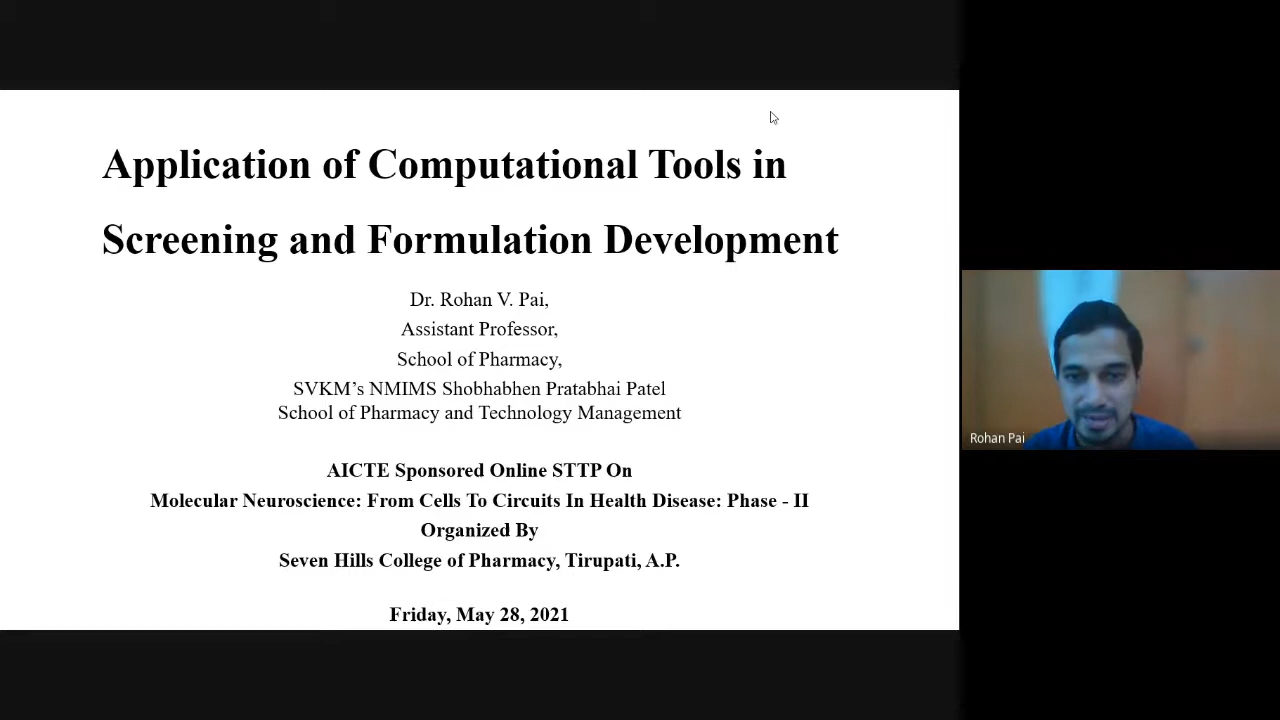 Application of Computational Tools in
Screening and Formulation Development
Dr. Rohan V. Pai,
Assistant Professor,
School of Pharmacy,
SVKM’s NMIMS Shobhabhen Pratabhai Patel
School of Pharmacy and Technology Management
AICTE Sponsored Online STTP On
Molecular Neuroscience: From Cells To Circuits In Health Disease: Phase - II
Organized By
Seven Hills College of Pharmacy, Tirupati, A.P.
Friday, May 28, 2021
Rohan Pai